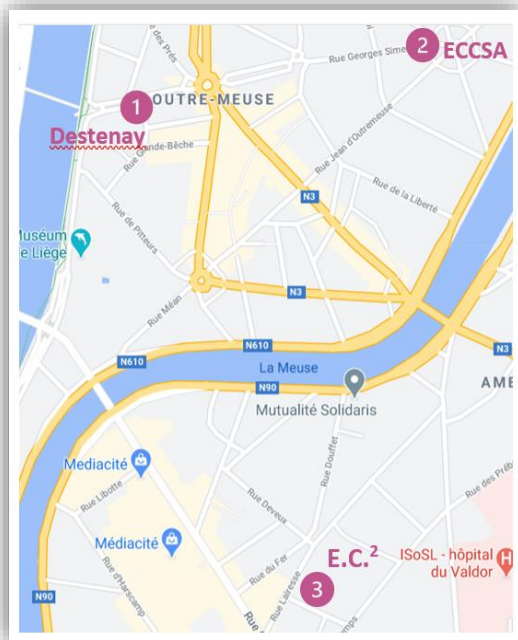 Rue Georges Sime
2 ECCSA
des Prés
1 OUTRE-MEUSE
Destenay
Rue Grande-Bêche
Rue Jean d'Outremeuse
Rue de la Liberté
N3
Rue de Pitteurs
Muséum
e Liège
Rue Méan
N3
N610
N610
N3
La Meuse
N90
AME
Mutualité Solidaris
Mediacité
Rue Libotte
Rue Douffet
Rue des Préb
Rue Deveux
Médiacité
E.C.²
ISoSL - hôpital
du Valdor
H
Rue du Fer
3
Rue Lairesse
Rue d'Harscamp
N90
Rue
mps